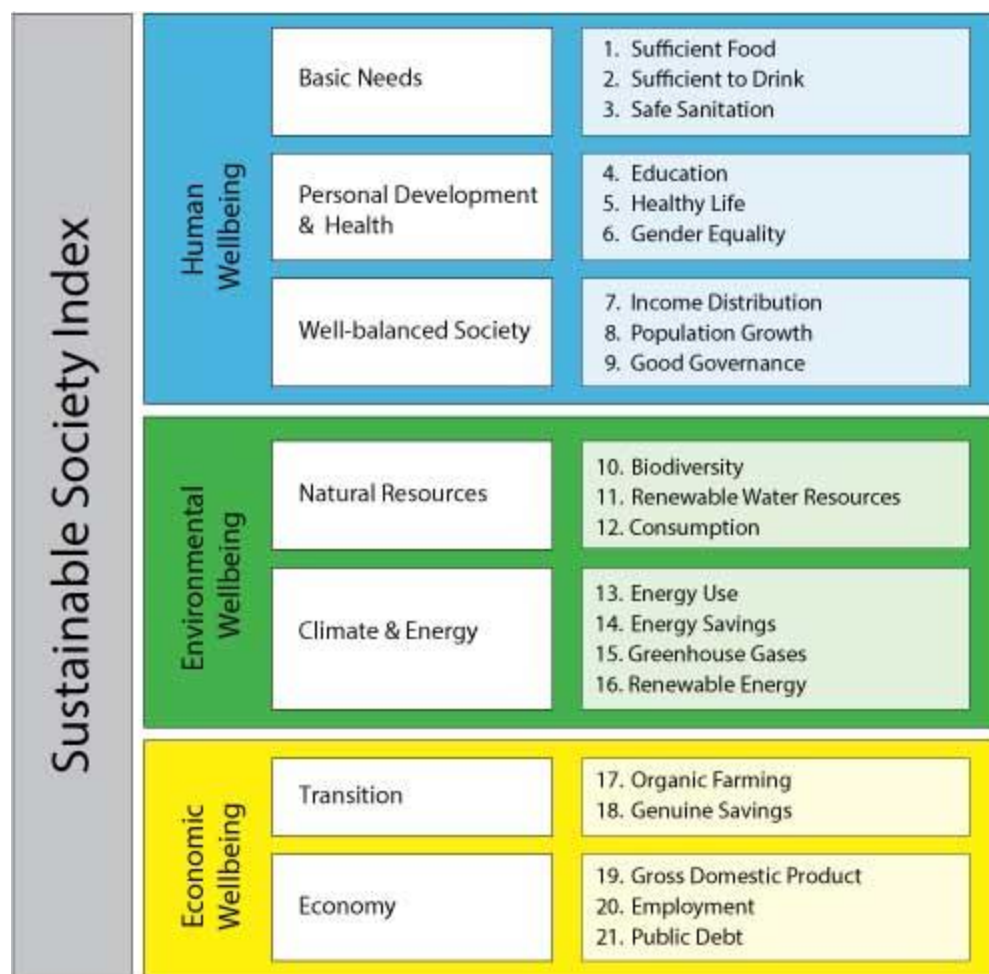 Sustainable Society Index
Human
Wellbeing
Basic Needs
1. Sufficient Food
2. Sufficient to Drink
3. Safe Sanitation
Personal Development
& Health
4. Education
5. Healthy Life
6. Gender Equality
Well-balanced Society
7. Income Distribution
8. Population Growth
9. Good Governance
Environmental
Wellbeing
Natural Resources
10. Biodiversity
11. Renewable Water Resources
12. Consumption
Climate & Energy
13. Energy Use
14. Energy Savings
15. Greenhouse Gases
16. Renewable Energy
Economic
Wellbeing
Transition
17. Organic Farming
18. Genuine Savings
Economy
19. Gross Domestic Product
20. Employment
21. Public Debt